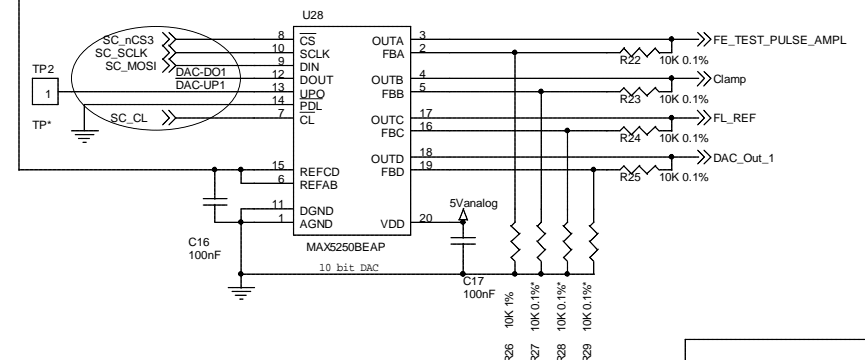 U28
SC_nCS3 8 CS OUTA 3 FE_TEST_PULSE_AMPL
SC_SCLK 10 SCLK FBA 2 R22 10K 0.1%
SC_MOSI 9 DIN
TP2 DAC-DO1 12 DOUT OUTB 4 Clamp
1 DAC-UP1 13 UPO FBB 5 R23 10K 0.1%
14 PDL
TP* SC_CL 7 CL OUTC 17 FL_REF
FBC 16 R24 10K 0.1%
OUTD 18 DAC_Out_1
15 REFCD FBD 19 R25 10K 0.1%
6 REFAB
11 DGND 5Vanalog
1 AGND VDD 20
C16 MAX5250BEAP
100nF
10 bit DAC
C17
100nF
R26 10K 1%
R27 10K 0.1%*
R28 10K 0.1%*
R29 10K 0.1%*